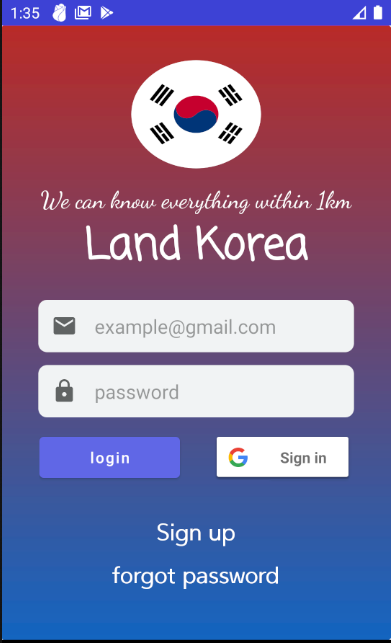 1:35
We can know everything within 1km
Land Korea
example@gmail.com
password
login
Sign in
Sign up
forgot password